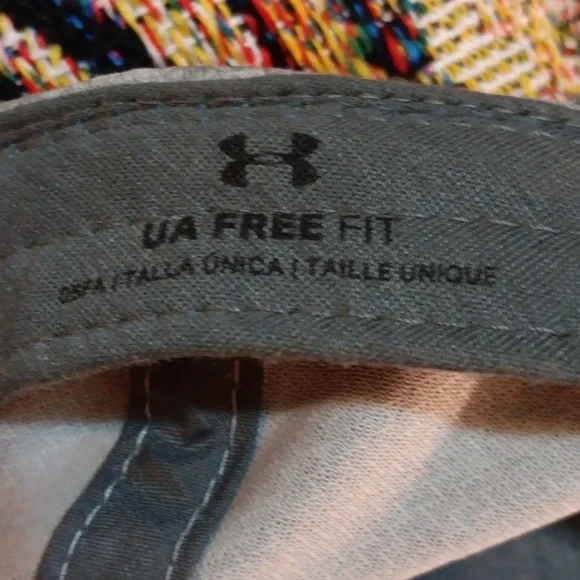 UA FREE FIT
OSFA / TALLA ÚNICA / TAILLE UNIQUE